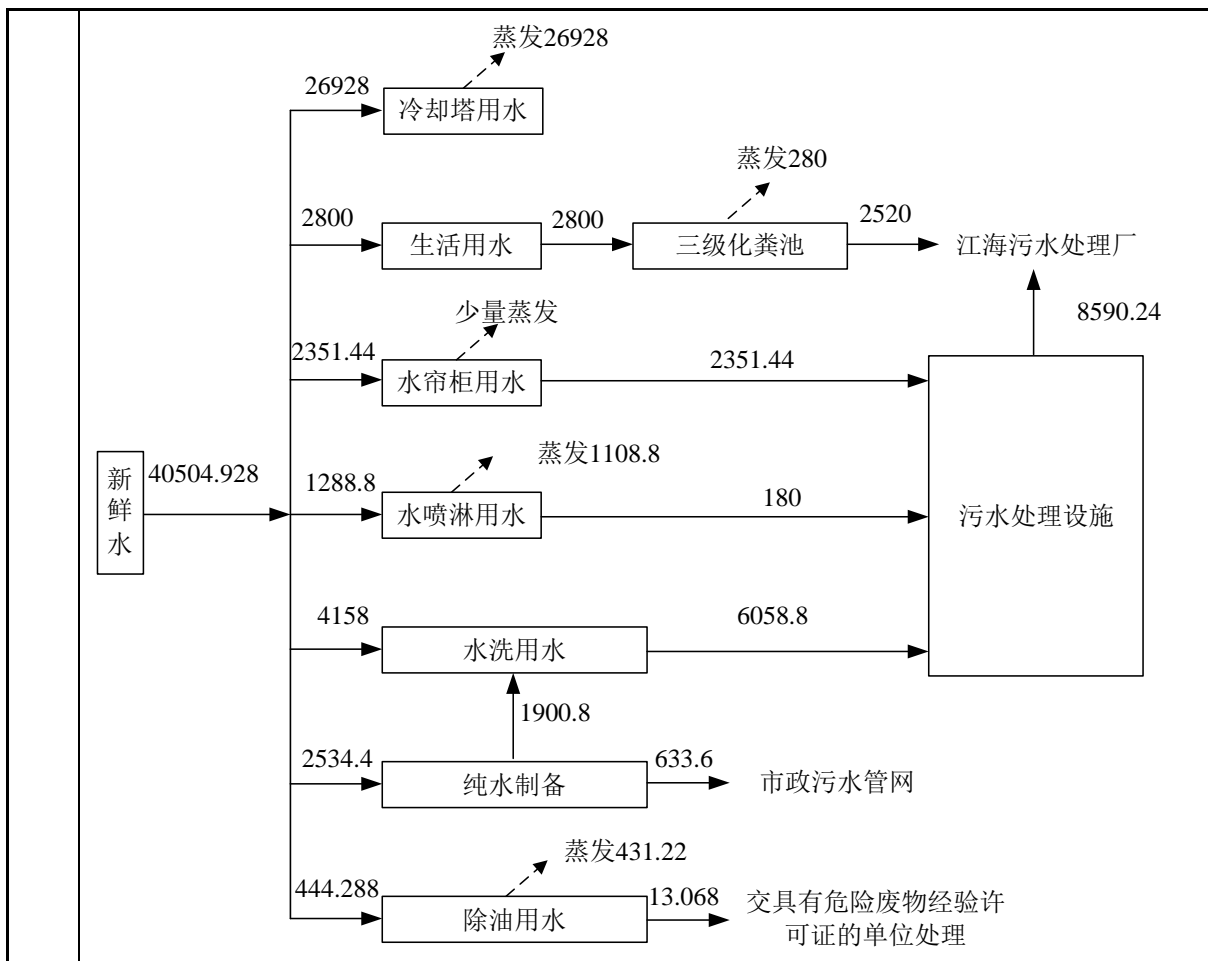 蒸发26928
26928
冷却塔用水
蒸发280
2800
生活用水
2800
三级化粪池
2520
江海污水处理厂
8590.24
少量蒸发
2351.44
水帘柜用水
2351.44
新鲜水
40504.928
蒸发1108.8
1288.8
水喷淋用水
180
污水处理设施
4158
水洗用水
6058.8
1900.8
2534.4
纯水制备
633.6
市政污水管网
蒸发431.22
444.288
除油用水
13.068
交具有危险废物经验许
可证的单位处理